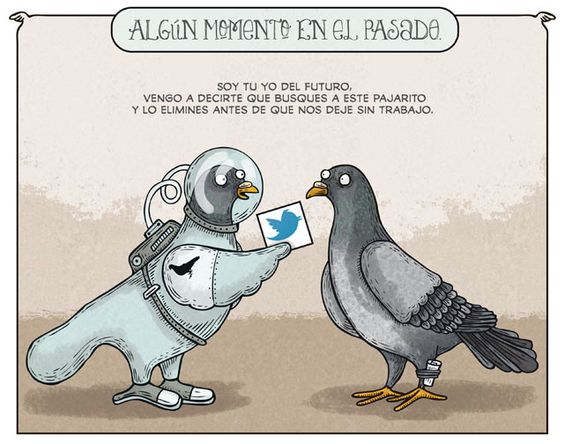 ALGÚN MOMENTO EN EL PASADO.
SOY TU YO DEL FUTURO,
VENGO A DECIRTE QUE BUSQUES A ESTE PAJARITO
Y LO ELIMINES ANTES DE QUE NOS DEJE SIN TRABAJO.